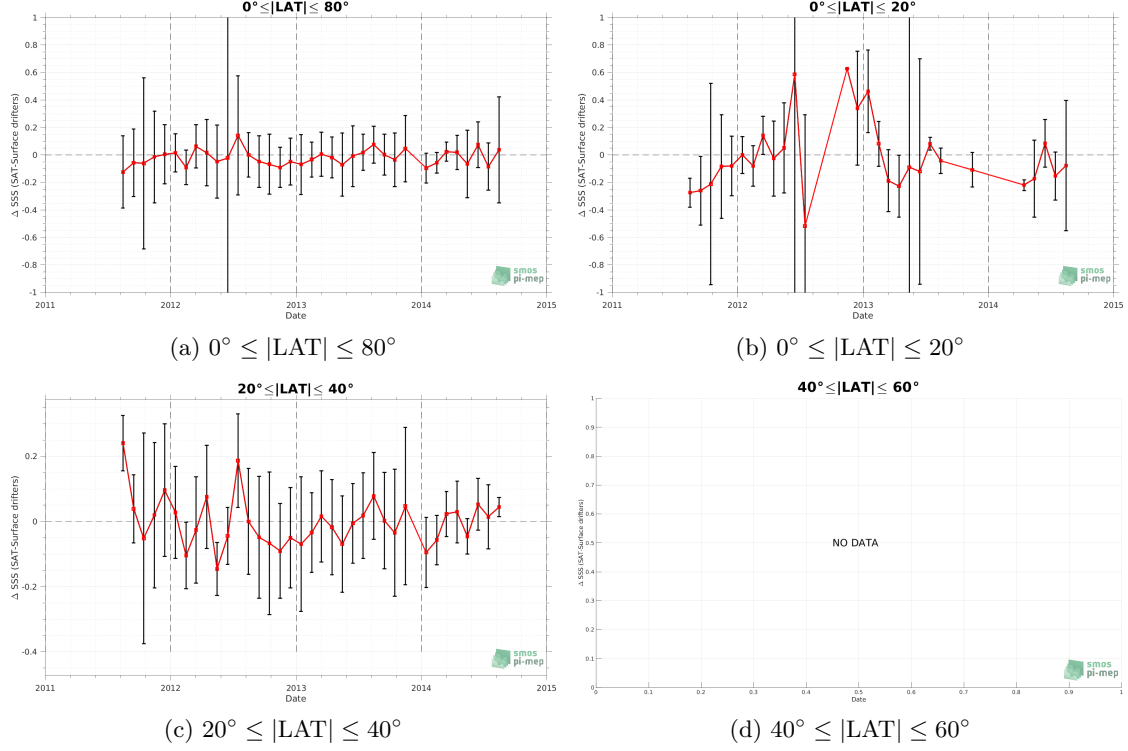 0°≤|LAT|≤ 80°
Δ SSS (SAT-Surface drifters)
1
0.8
0.6
0.4
0.2
0
-0.2
-0.4
-0.6
-0.8
-1
2011 2012 2013 2014 2015
Date
smos
pi-mep
(a) 0° ≤ |LAT| ≤ 80°
0°≤|LAT|≤ 20°
Δ SSS (SAT-Surface drifters)
1
0.8
0.6
0.4
0.2
0
-0.2
-0.4
-0.6
-0.8
-1
2011 2012 2013 2014 2015
Date
smos
pi-mep
(b) 0° ≤ |LAT| ≤ 20°
20°≤|LAT|≤ 40°
Δ SSS (SAT-Surface drifters)
0.2
0
-0.2
-0.4
2011 2012 2013 2014 2015
Date
smos
pi-mep
(c) 20° ≤ |LAT| ≤ 40°
40°≤|LAT|≤ 60°
Δ SSS (SAT-Surface drifters)
1
0.9
0.8
0.7
0.6
0.5
0.4
0.3
0.2
0.1
0
NO DATA
0 0.1 0.2 0.3 0.4 0.5 0.6 0.7 0.8 0.9 1
Date
smos
pi-mep
(d) 40° ≤ |LAT| ≤ 60°